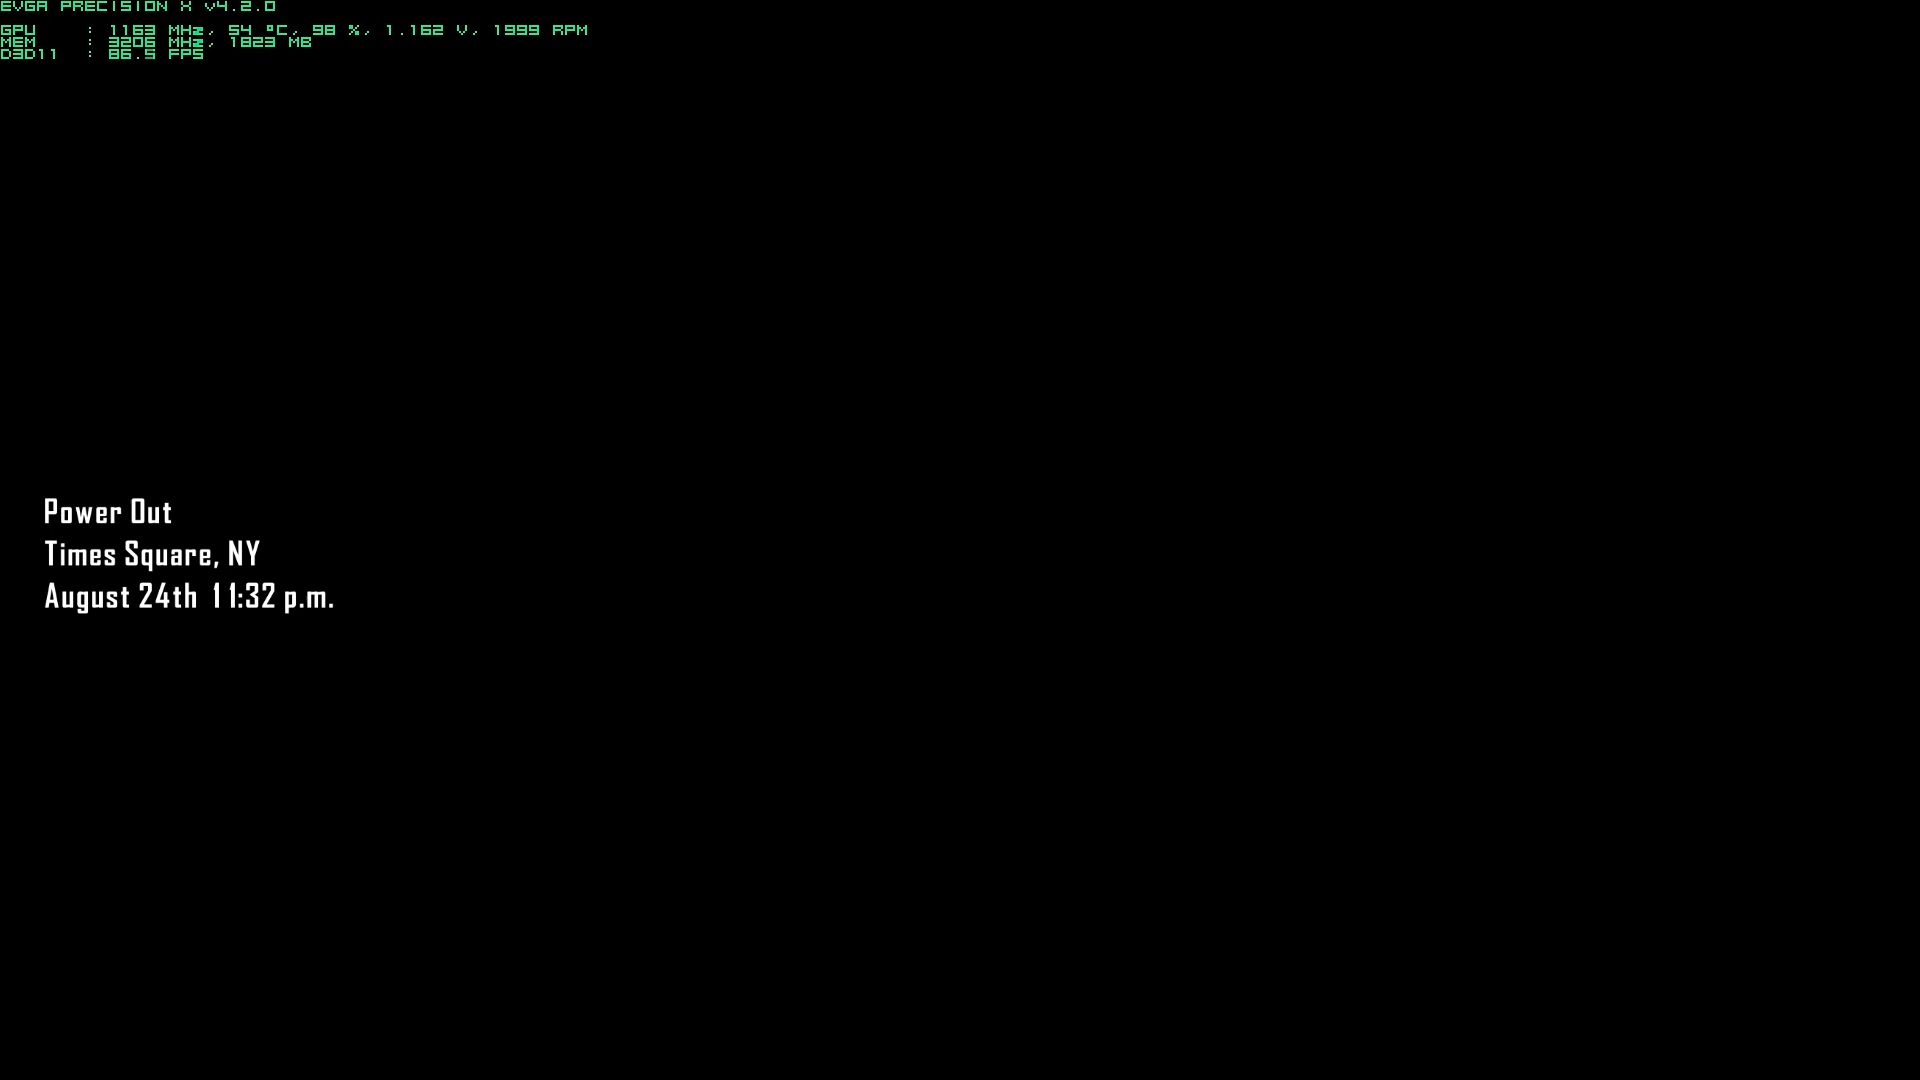 EVGA PRECISION X v4.2.0
GPU : 1163 MHz, 54 °C, 98 %, 1.162 V, 1999 RPM
MEM : 3206 MHz, 1823 MB
D3D11 : 86.5 FPS
Power Out
Times Square, NY
August 24th 11:32 p.m.